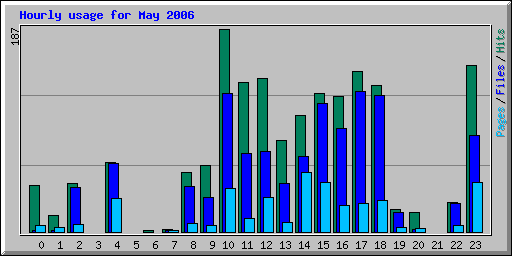 Hourly usage for May 2006
187
Pages / Files / Hits
0 1 2 3 4 5 6 7 8 9 10 11 12 13 14 15 16 17 18 19 20 21 22 23